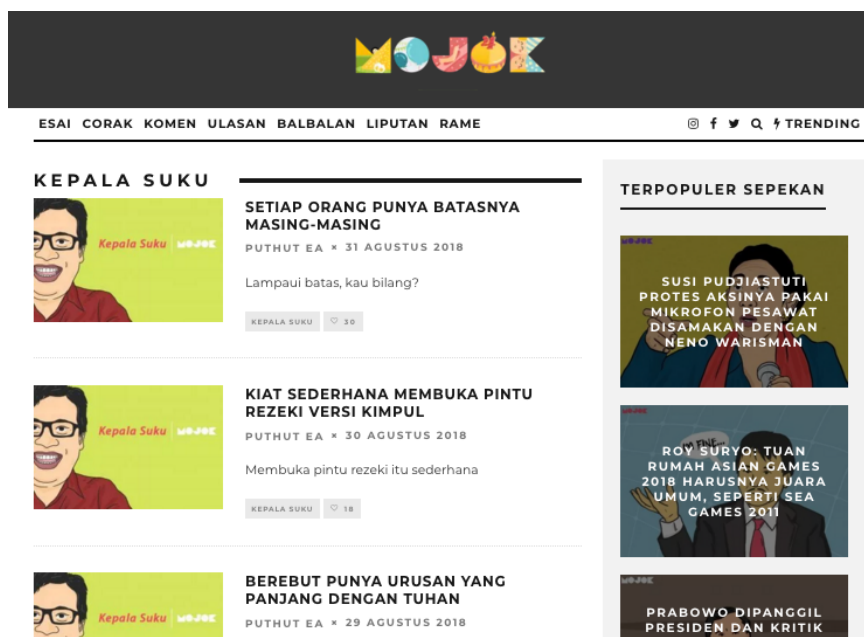 MOJOK
ESAI CORAK KOMEN ULASAN BALBALAN LIPUTAN RAME
TRENDING
KEPALA SUKU
Kepala Suku MOJOK
SETIAP ORANG PUNYA BATASNYA
MASING-MASING
PUTHUT EA × 31 AGUSTUS 2018
Lampaui batas, kau bilang?
KEPALA SUKU ♡ 30
Kepala Suku MOJOK
KIAT SEDERHANA MEMBUKA PINTU
REZEKI VERSI KIMPUL
PUTHUT EA × 30 AGUSTUS 2018
Membuka pintu rezeki itu sederhana
KEPALA SUKU ♡ 18
Kepala Suku MOJOK
BEREBUT PUNYA URUSAN YANG
PANJANG DENGAN TUHAN
PUTHUT EA × 29 AGUSTUS 2018
TERPOPULER SEPEKAN
MOJOK
SUSI PUDJIASTUTI
PROTES AKSINYA PAKAI
MIKROFON PESAWAT
DISAMAKAN DENGAN
NENO WARISMAN
MOJOK
I'M FINE...
ROY SURYO: TUAN
RUMAH ASIAN GAMES
2018 HARUSNYA JUARA
UMUM, SEPERTI SEA
GAMES 2011
MOJOK
PRABOWO DIPANGGIL
PRESIDEN DAN KRITIK